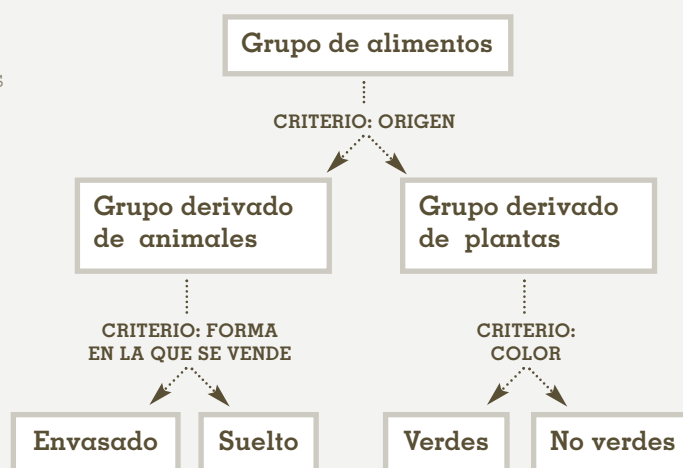 Grupo de alimentos
s
CRITERIO: ORIGEN
Grupo derivado
de animales
Grupo derivado
de plantas
CRITERIO: FORMA
EN LA QUE SE VENDE
CRITERIO:
COLOR
Envasado
Suelto
Verdes
No verdes